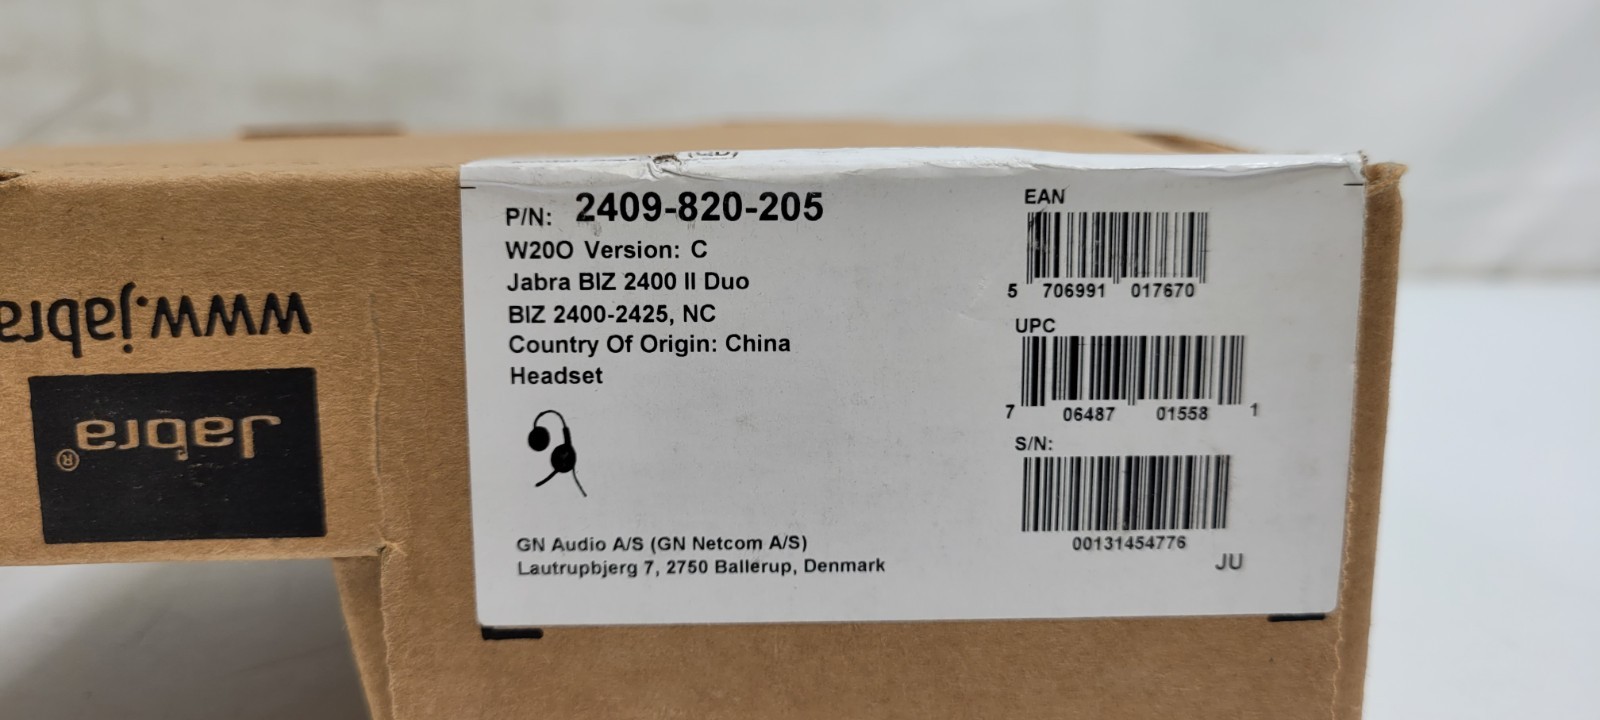 P/N: 2409-820-205
W20O Version: C
Jabra BIZ 2400 II Duo
BIZ 2400-2425, NC
Country Of Origin: China
Headset
GN Audio A/S (GN Netcom A/S)
Lautrupbjerg 7, 2750 Ballerup, Denmark
EAN
5 706991 017670
UPC
7 06487 01558 1
S/N:
00131454776
JU
www.jabra
Jabra®